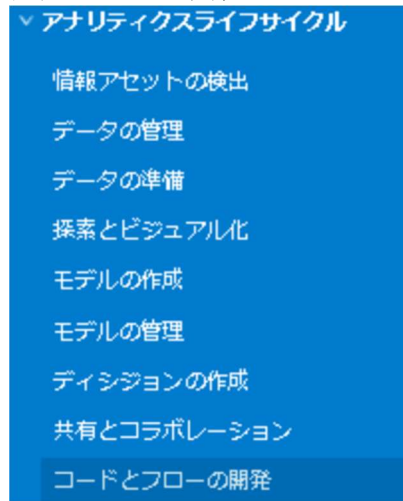 アナリティクスライフサイクル
情報アセットの検出
データの管理
データの準備
探索とビジュアル化
モデルの作成
モデルの管理
ディシジョンの作成
共有とコラボレーション
コードとフローの開発